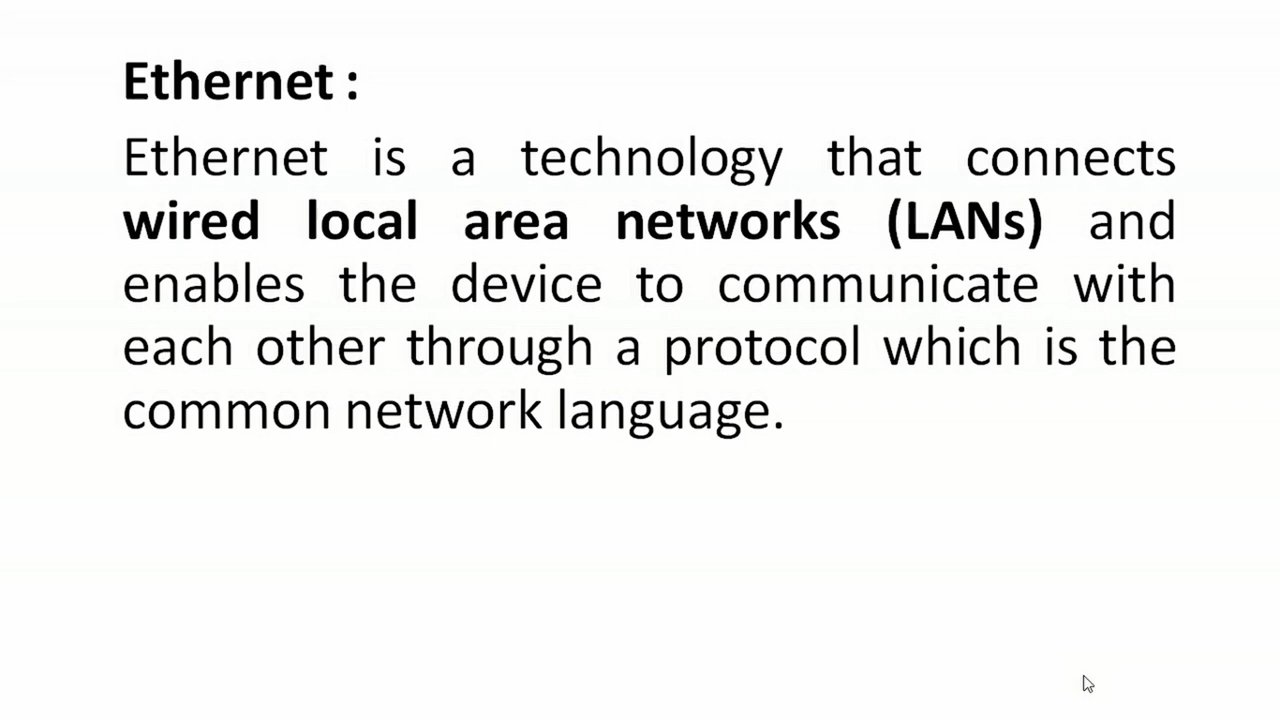 Ethernet :
Ethernet is a technology that connects
wired local area networks (LANs) and
enables the device to communicate with
each other through a protocol which is the
common network language.